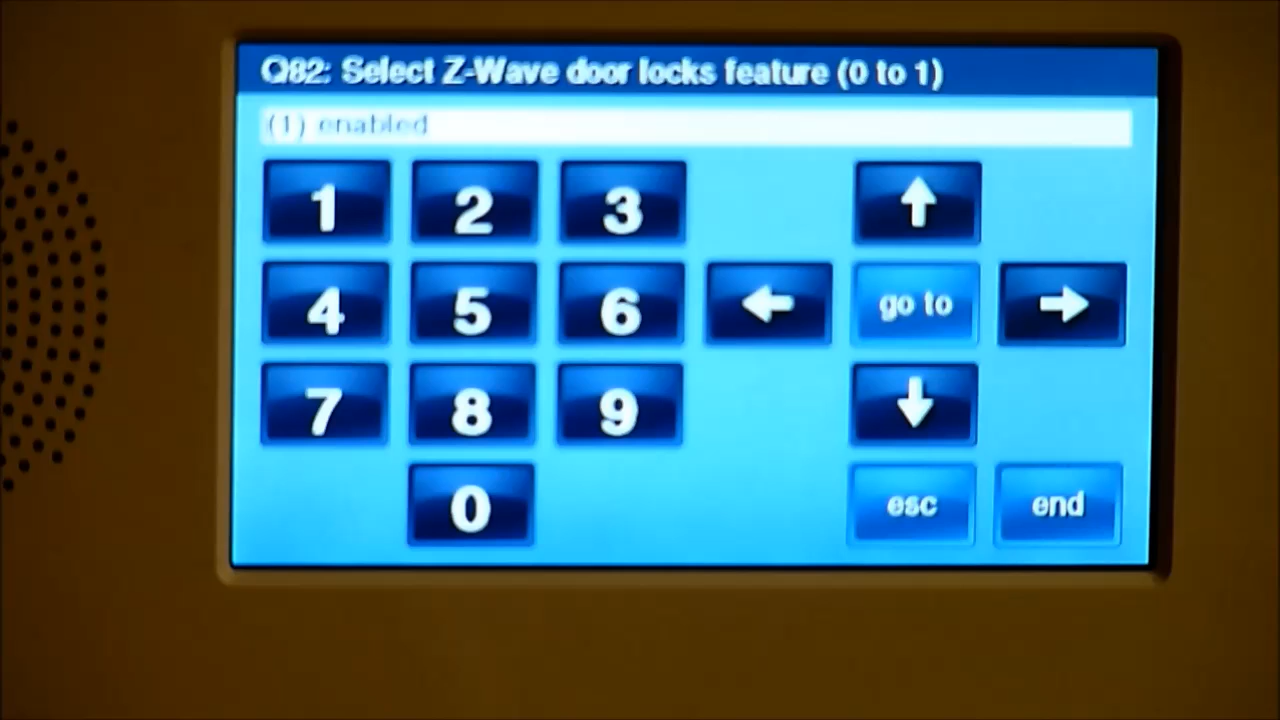 Q82: Select Z-Wave door locks feature (0 to 1)
(1) enabled
1 2 3
4 5 6 go to
7 8 9
0 esc end